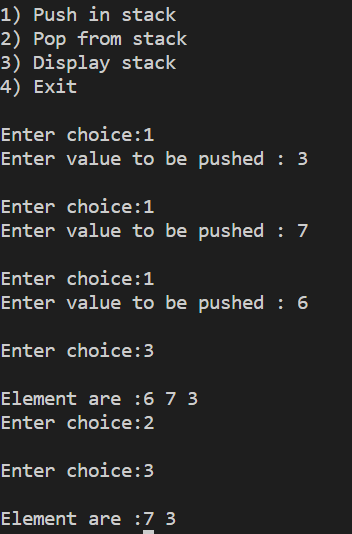 1) Push in stack
2) Pop from stack
3) Display stack
4) Exit
Enter choice:1
Enter value to be pushed : 3
Enter choice:1
Enter value to be pushed : 7
Enter choice:1
Enter value to be pushed : 6
Enter choice:3
Element are :6 7 3
Enter choice:2
Enter choice:3
Element are :7 3